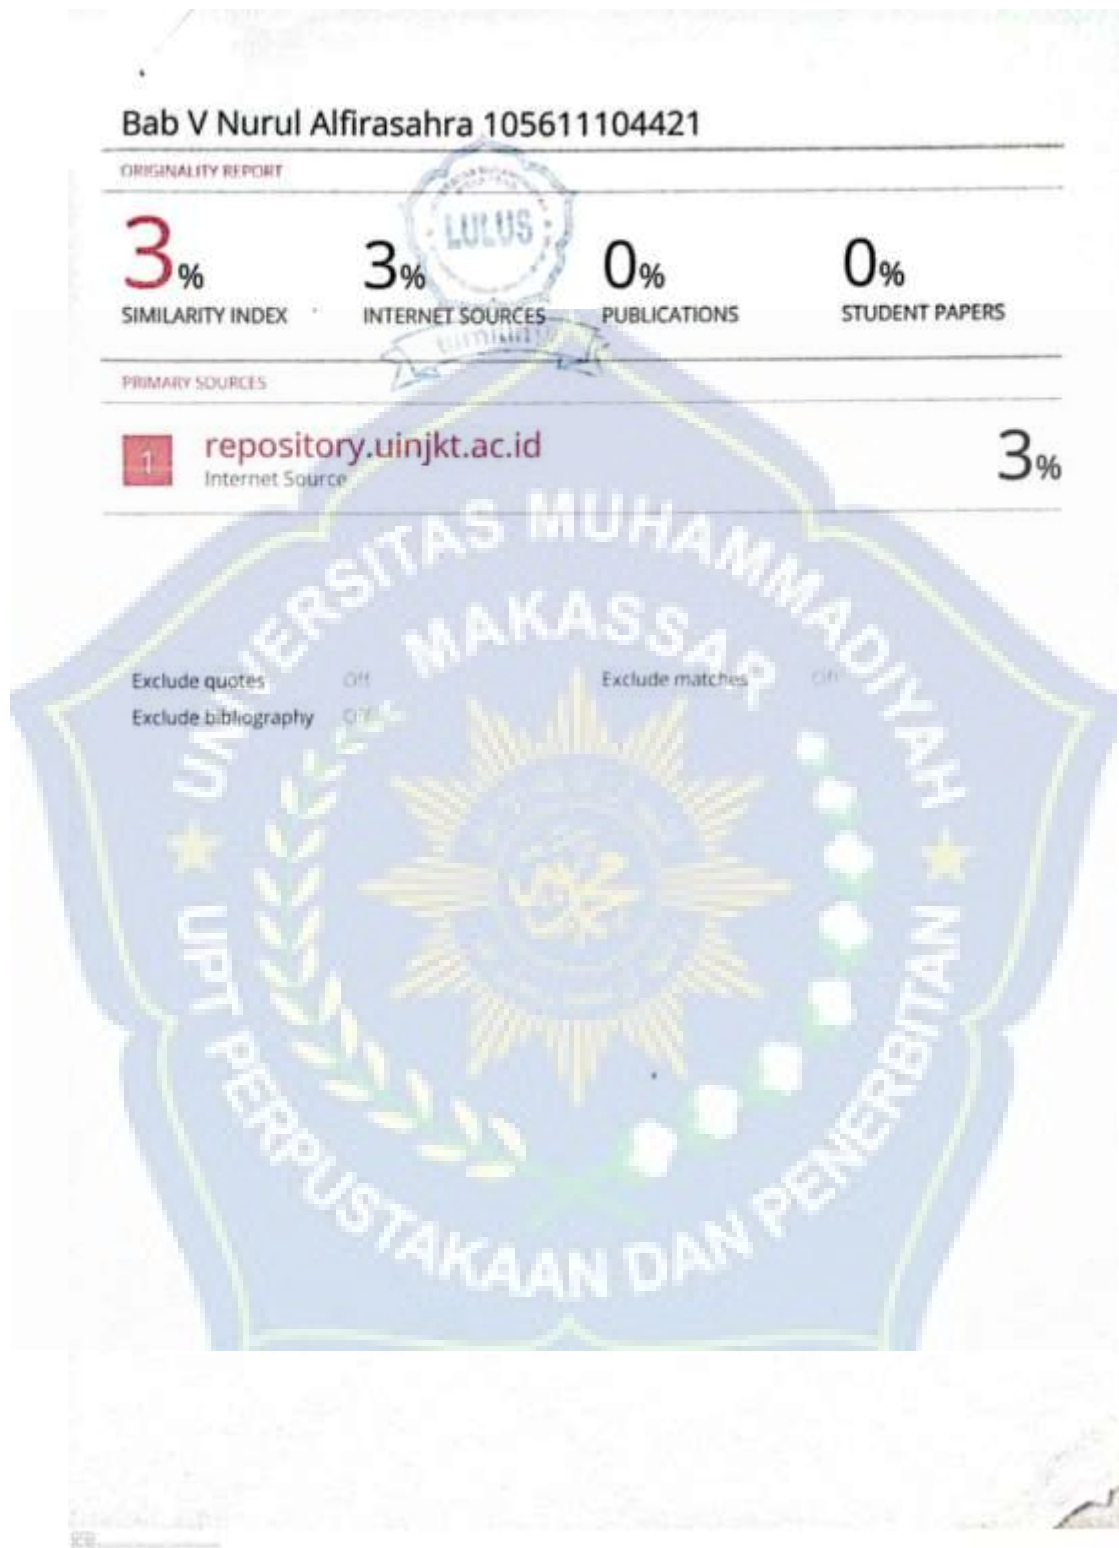 Bab V Nurul Alfirasahra 105611104421
ORIGINALITY REPORT
3%
SIMILARITY INDEX
3%
INTERNET SOURCES
0%
PUBLICATIONS
0%
STUDENT PAPERS
LULUS
turnitin
PRIMARY SOURCES
1
repository.uinjkt.ac.id
Internet Source
3%
Exclude quotes Off
Exclude matches Off
Exclude bibliography Off
UNIVERSITAS MUHAMMADIYAH
MAKASSAR
UPT PERPUSTAKAAN DAN PENERBITAN